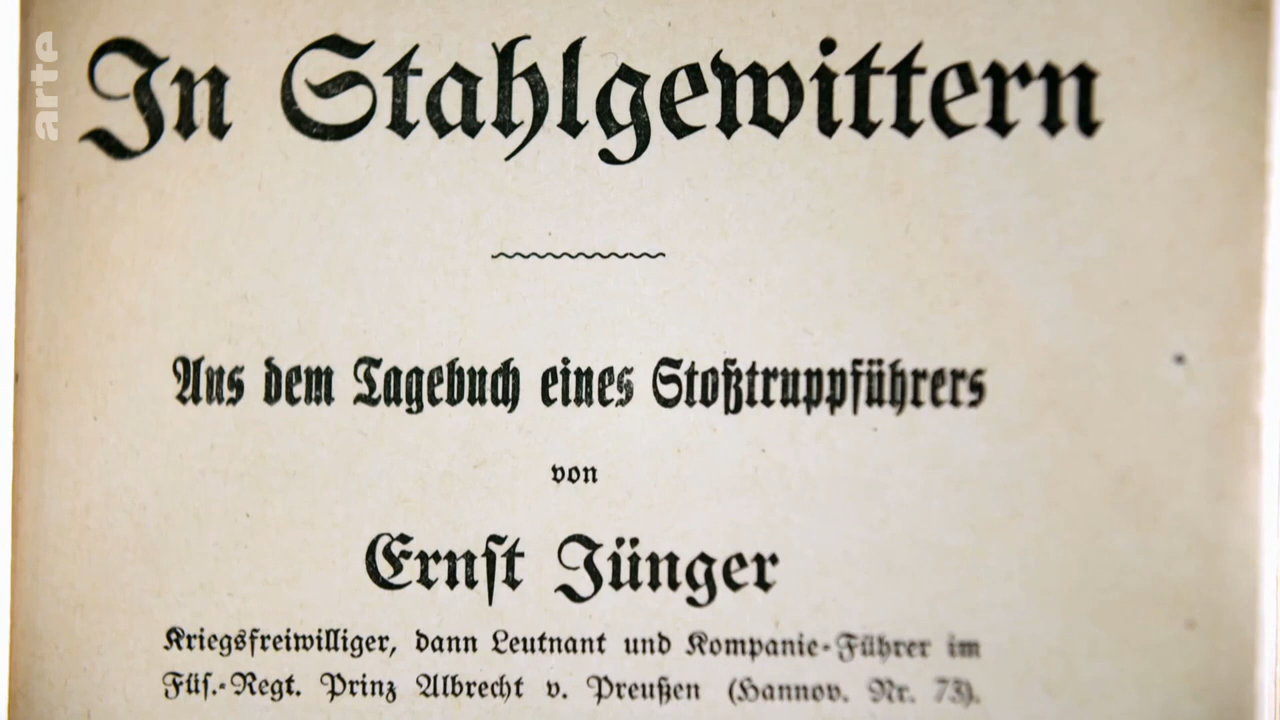 arte
In Stahlgewittern
Aus dem Tagebuch eines Stoßtruppführers
von
Ernst Jünger
Kriegsfreiwilliger, dann Leutnant und Kompanie-Führer im
Füs.-Regt. Prinz Albrecht v. Preußen (Hannov. Nr. 73).